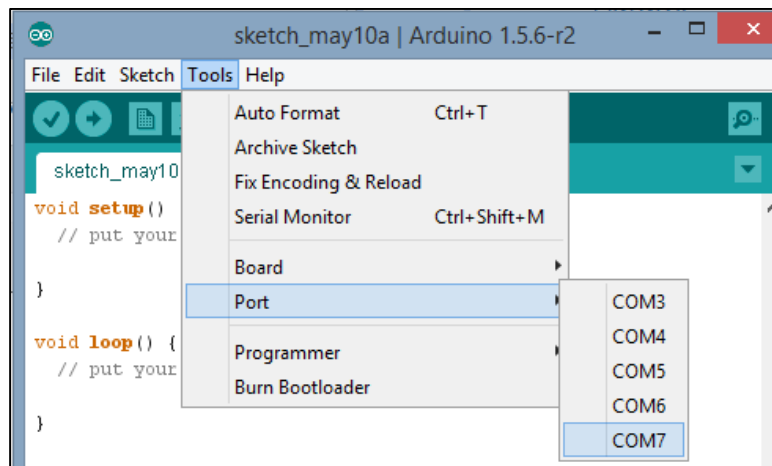 sketch_may10a | Arduino 1.5.6-r2
File Edit Sketch Tools Help
Auto Format Ctrl+T
Archive Sketch
Fix Encoding & Reload
Serial Monitor Ctrl+Shift+M
Board
Port
Programmer
Burn Bootloader
COM3
COM4
COM5
COM6
COM7
sketch_may10
void setup()
// put your
}
void loop() {
// put your
}